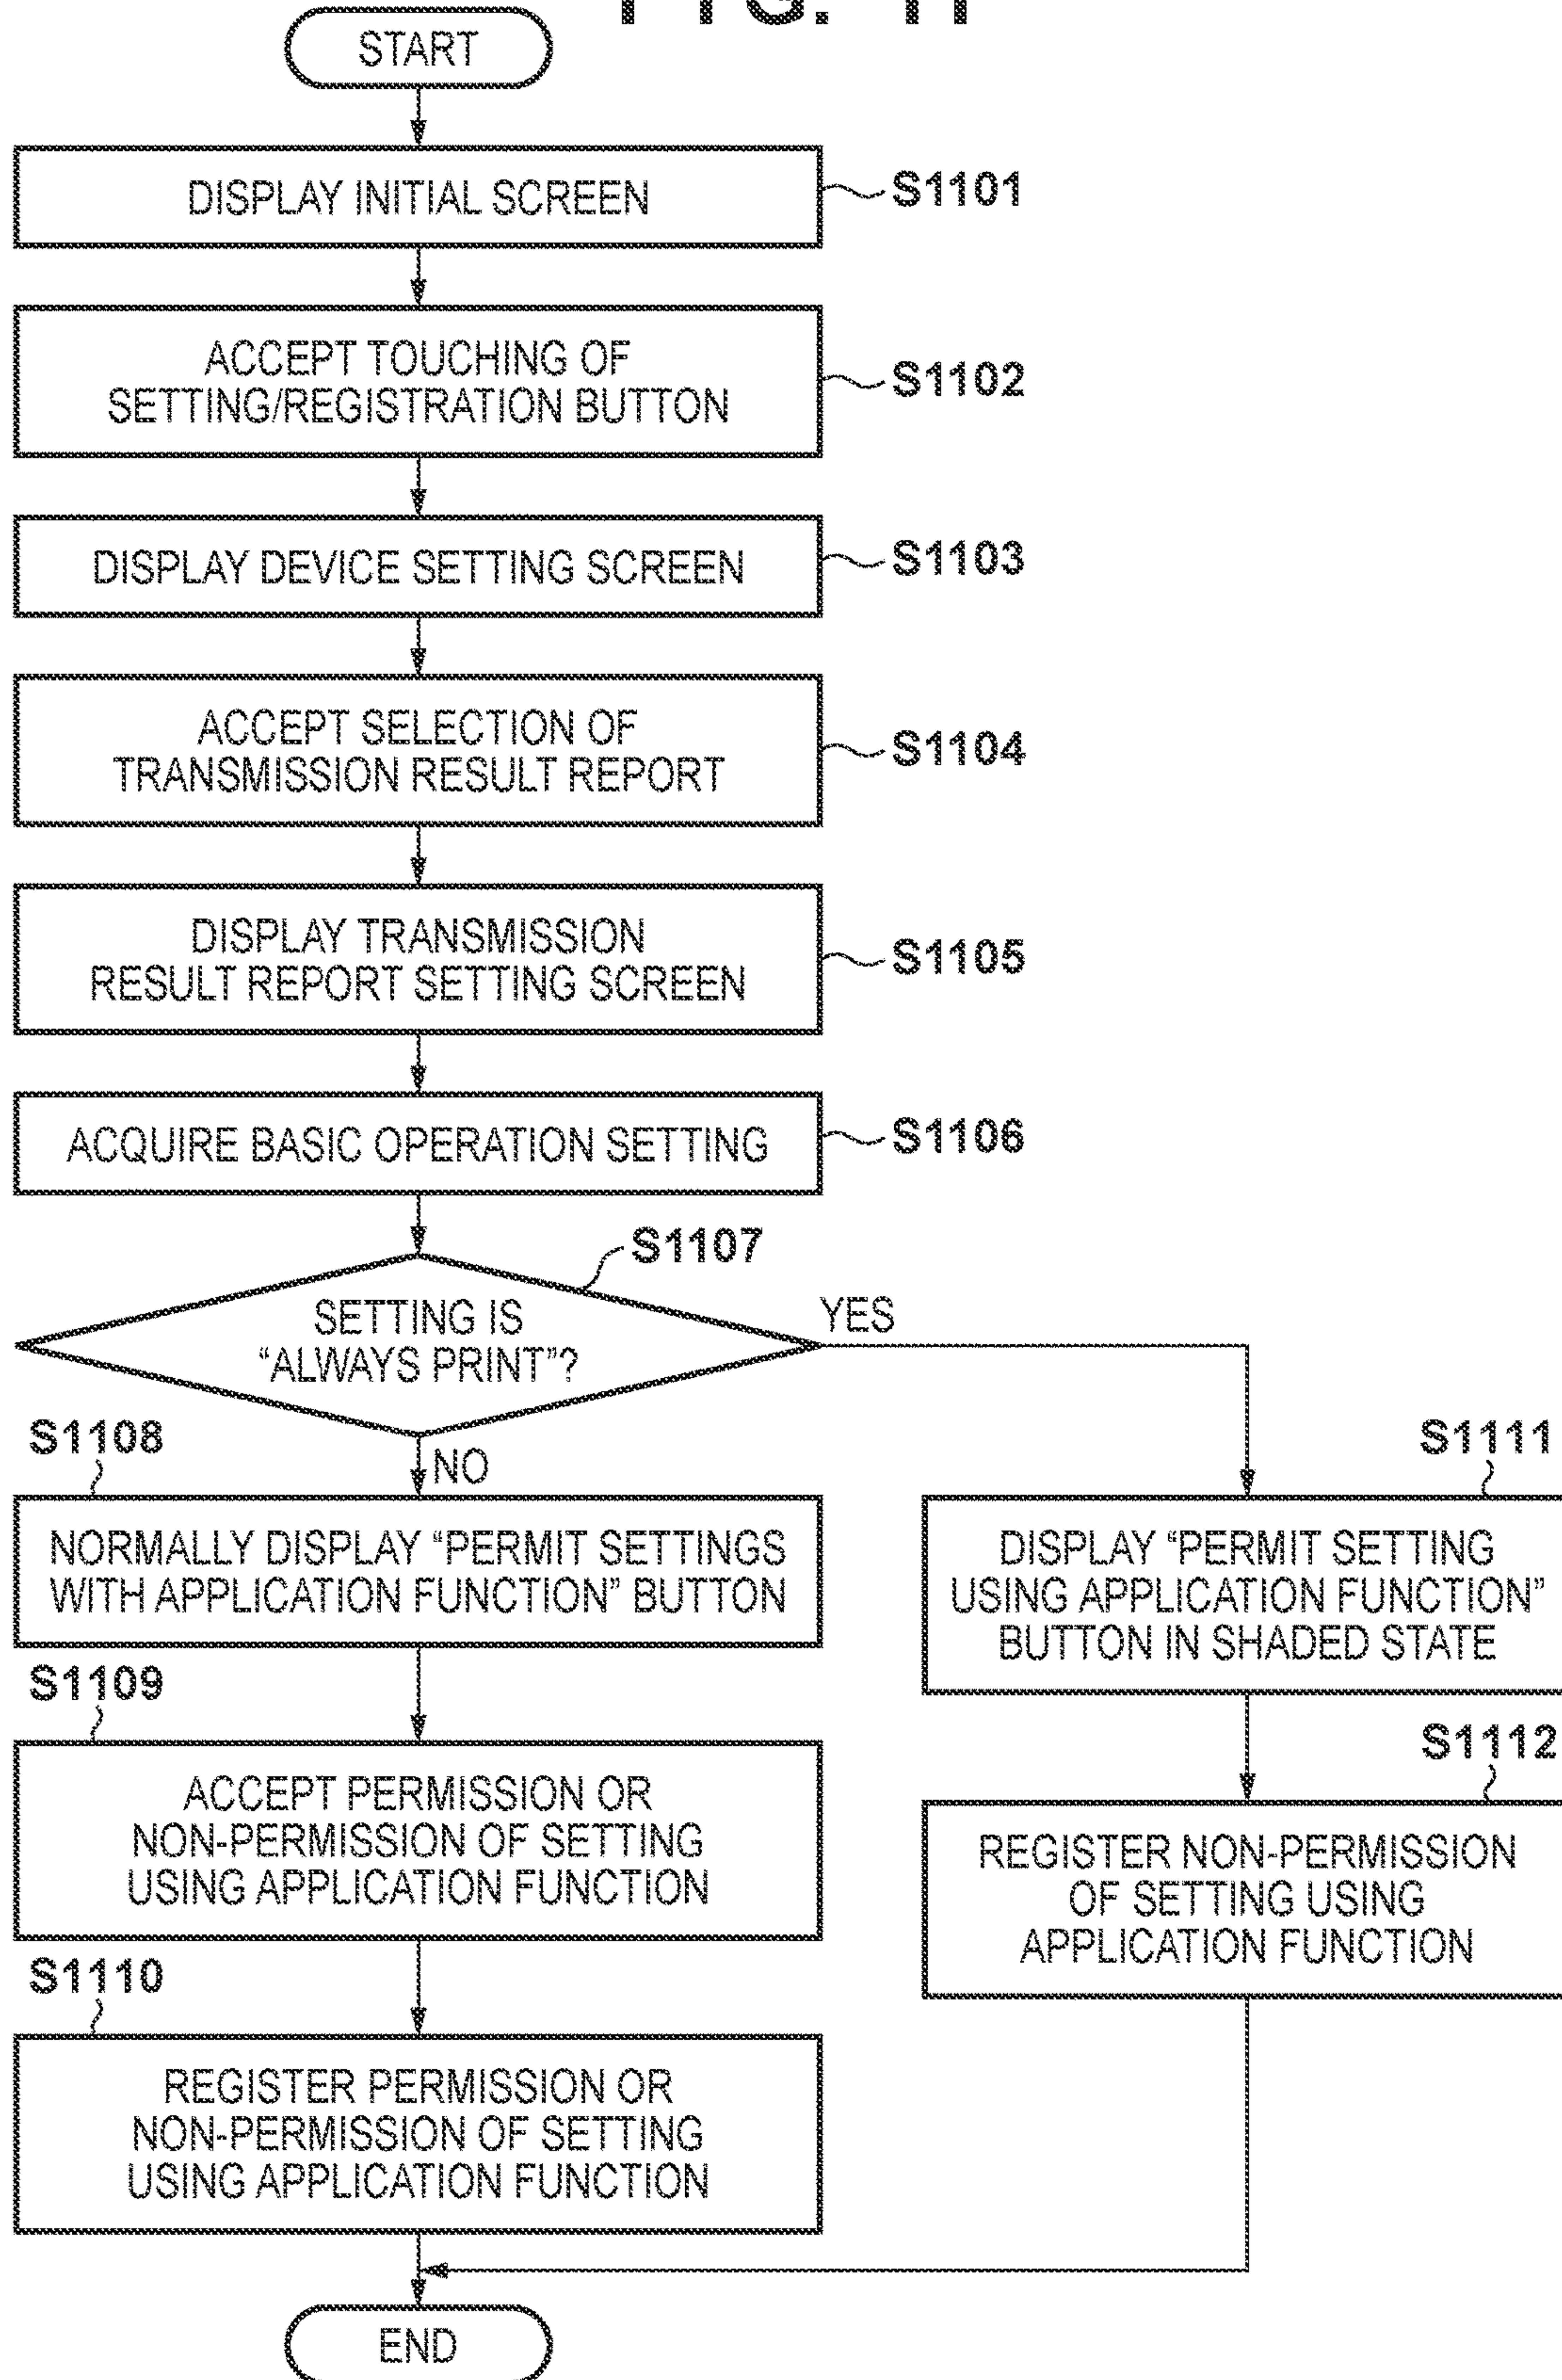 FIG. 11
START
DISPLAY INITIAL SCREEN
S1101
ACCEPT TOUCHING OF
SETTING/REGISTRATION BUTTON
S1102
DISPLAY DEVICE SETTING SCREEN
S1103
ACCEPT SELECTION OF
TRANSMISSION RESULT REPORT
S1104
DISPLAY TRANSMISSION
RESULT REPORT SETTING SCREEN
S1105
ACQUIRE BASIC OPERATION SETTING
S1106
S1107
SETTING IS
“ALWAYS PRINT”?
YES
NO
S1108
NORMALLY DISPLAY “PERMIT SETTINGS
WITH APPLICATION FUNCTION” BUTTON
S1109
ACCEPT PERMISSION OR
NON-PERMISSION OF SETTING
USING APPLICATION FUNCTION
S1110
REGISTER PERMISSION OR
NON-PERMISSION OF SETTING
USING APPLICATION FUNCTION
S1111
DISPLAY “PERMIT SETTING
USING APPLICATION FUNCTION”
BUTTON IN SHADED STATE
S1112
REGISTER NON-PERMISSION
OF SETTING USING
APPLICATION FUNCTION
END